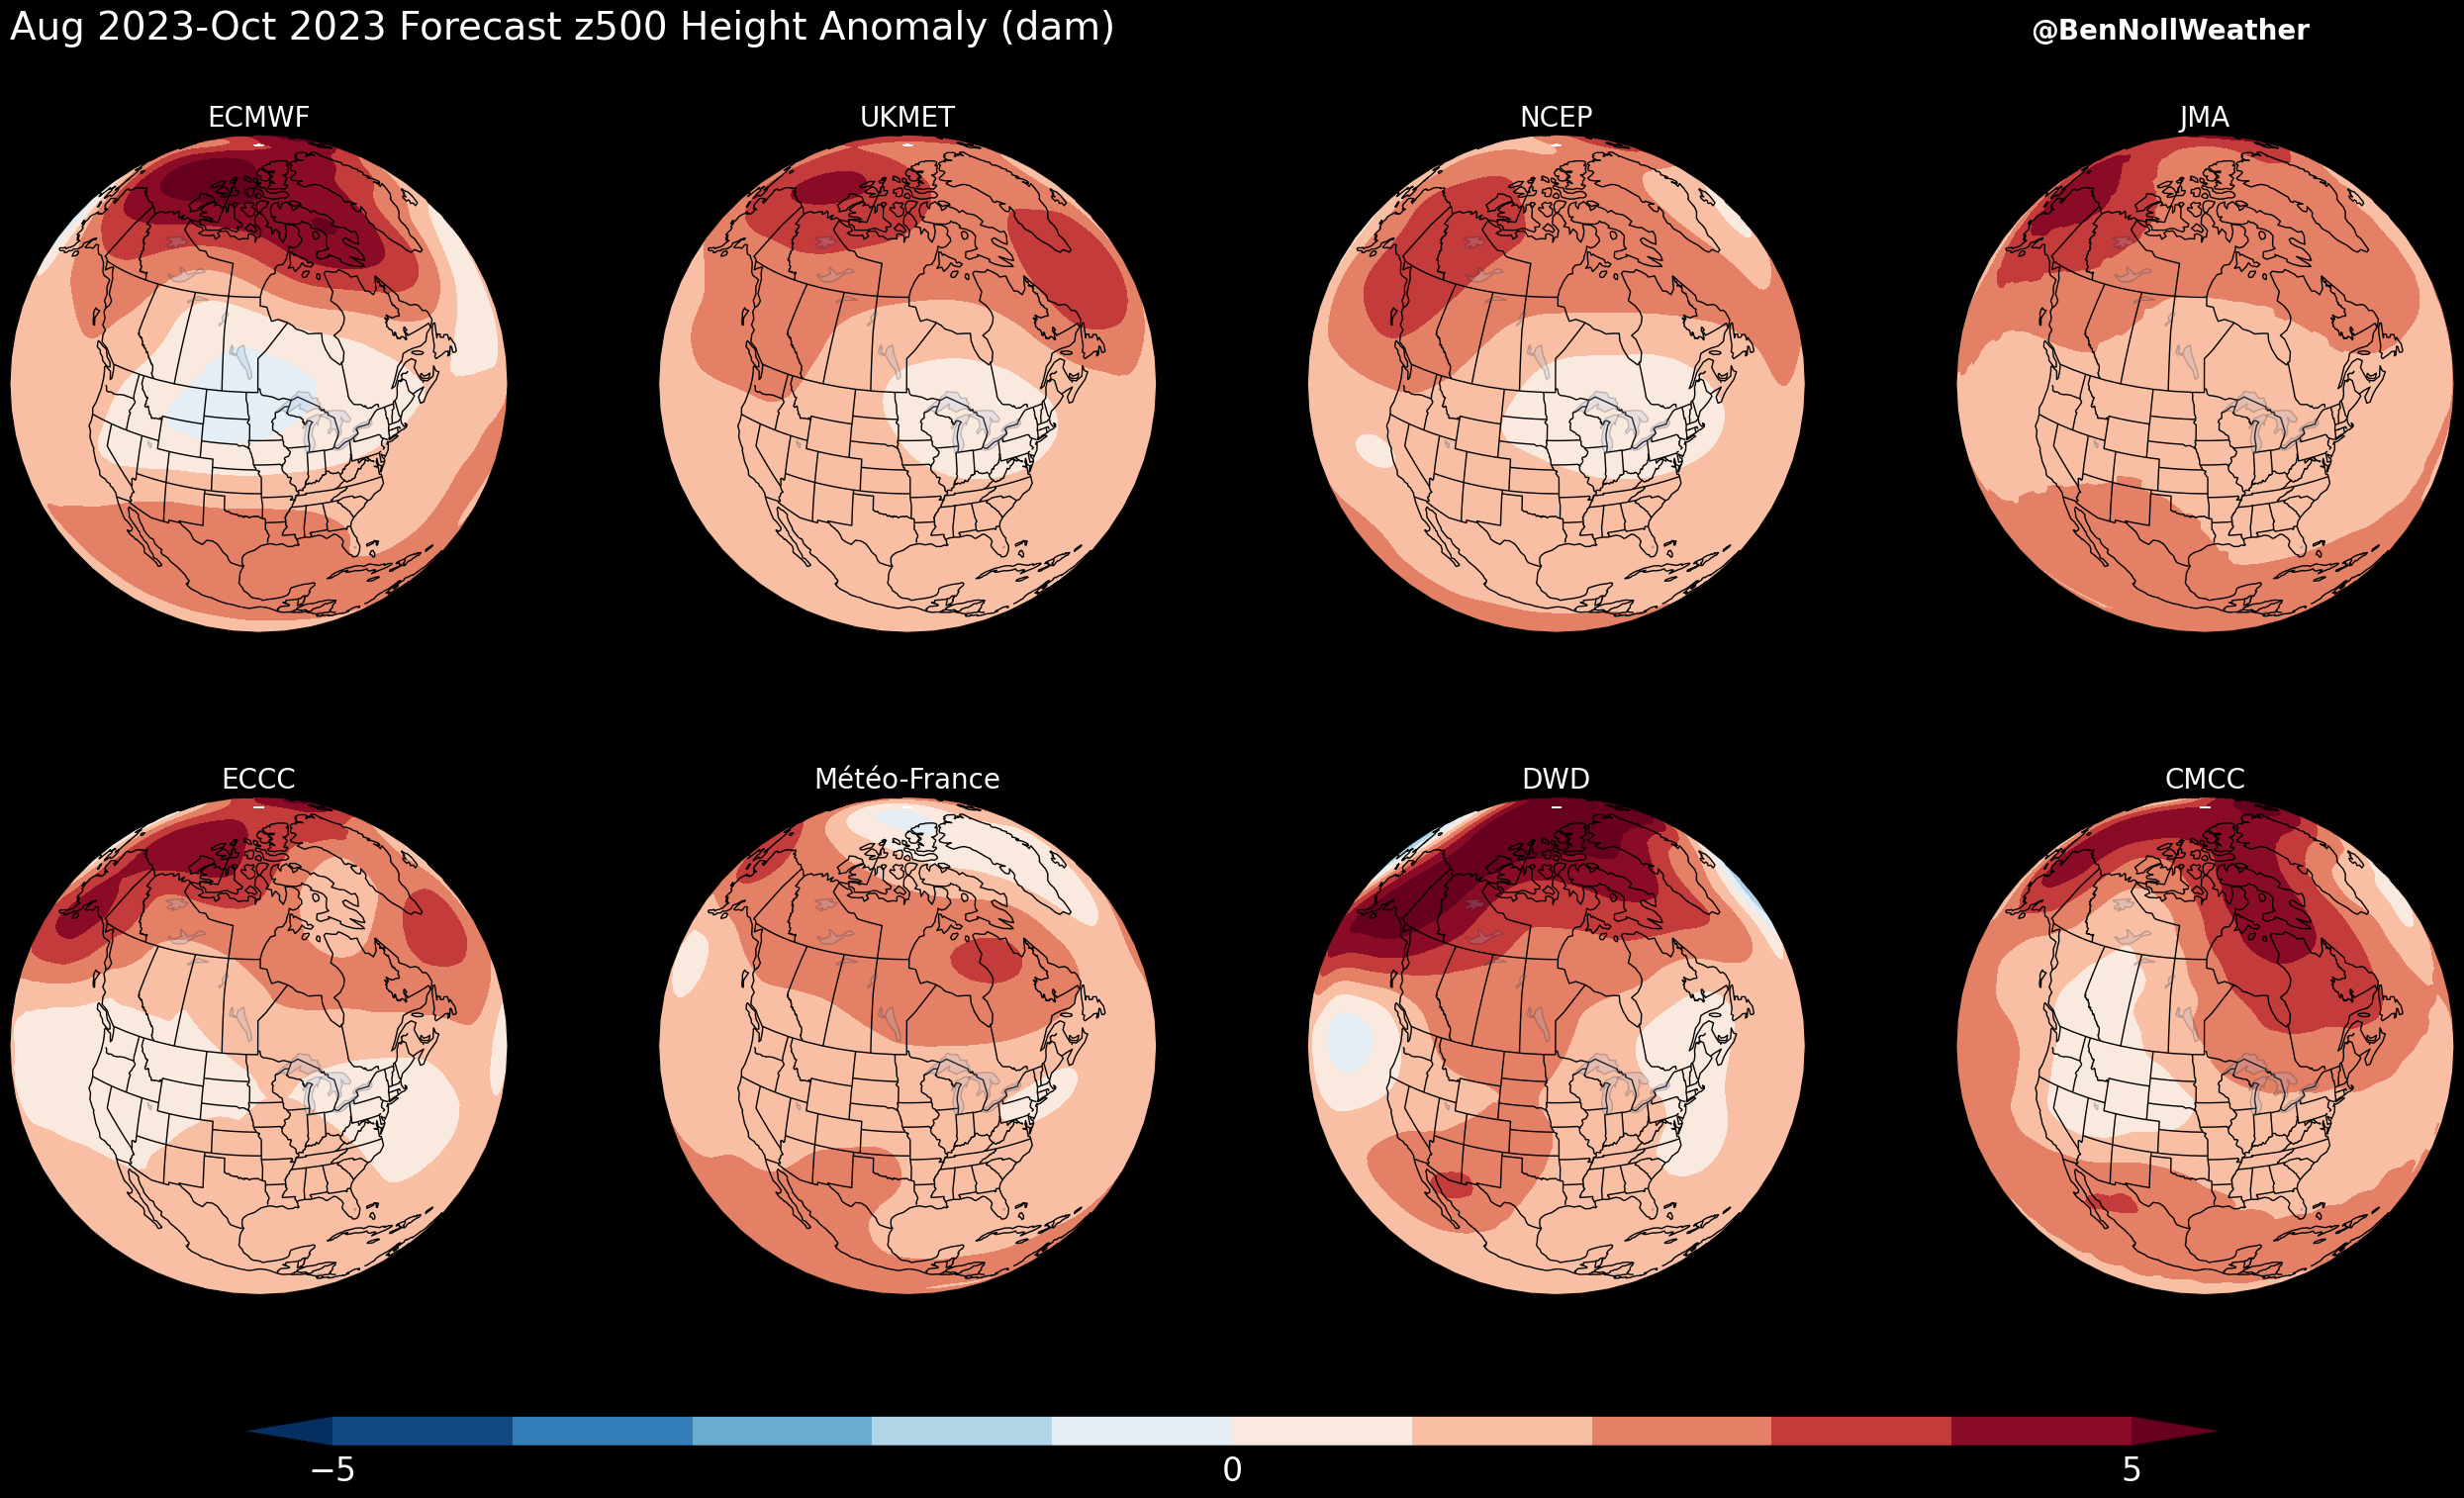 Aug 2023-Oct 2023 Forecast z500 Height Anomaly (dam)
@BenNollWeather
ECMWF
UKMET
NCEP
JMA
ECCC
Météo-France
DWD
CMCC
−5
0
5